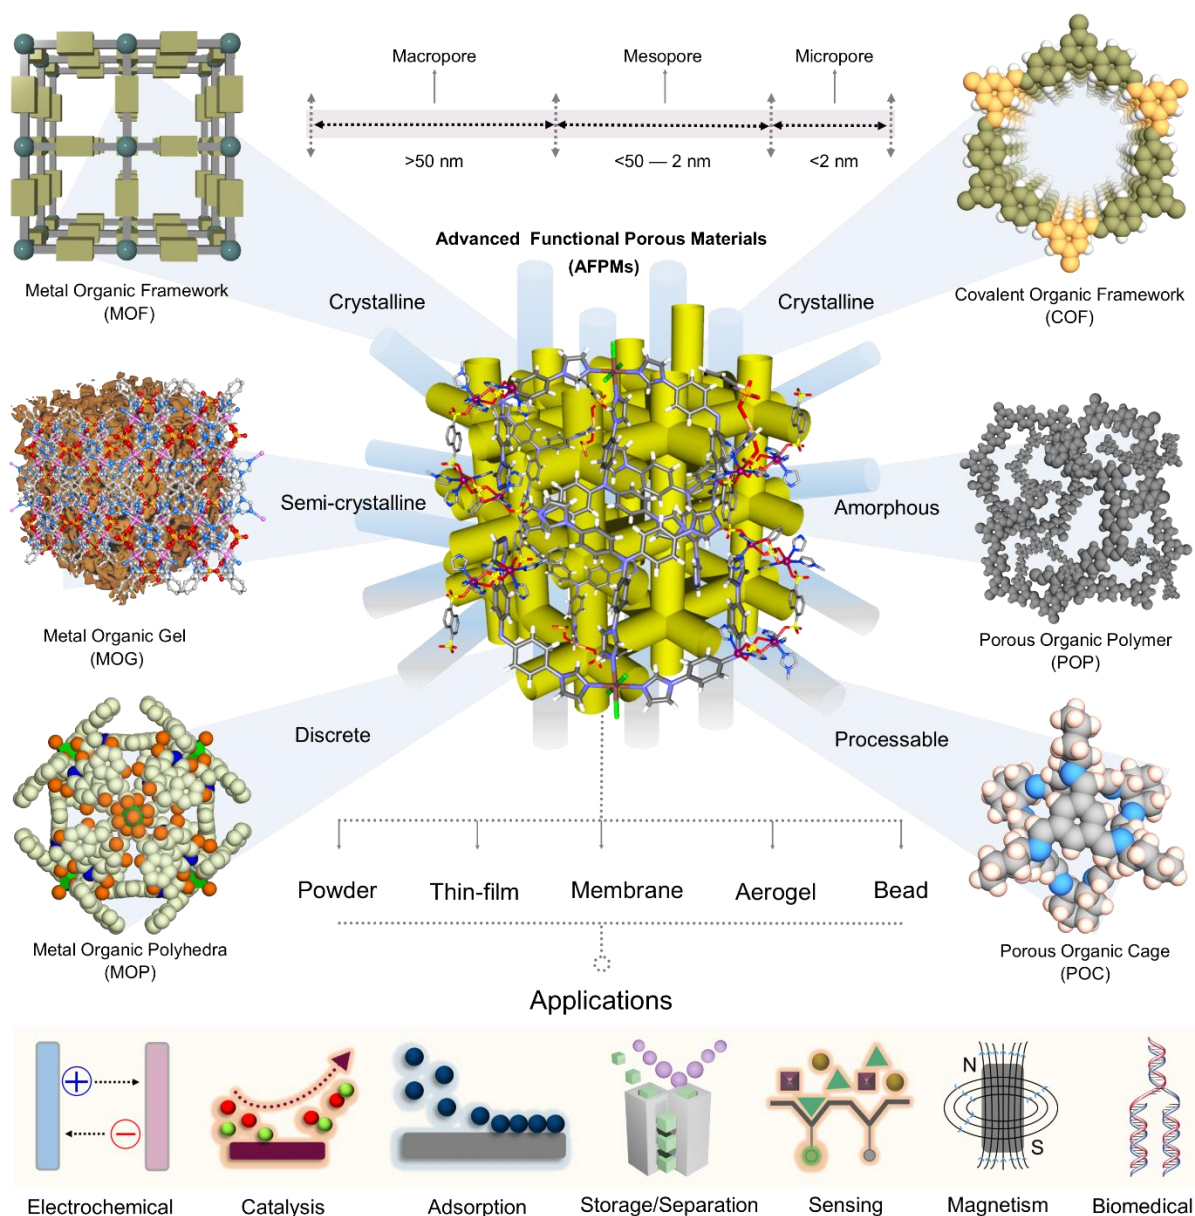 Macropore
Mesopore
Micropore
>50 nm
<50 — 2 nm
<2 nm
Advanced Functional Porous Materials
(AFPMs)
Metal Organic Framework
(MOF)
Crystalline
Crystalline
Covalent Organic Framework
(COF)
Semi-crystalline
Amorphous
Metal Organic Gel
(MOG)
Porous Organic Polymer
(POP)
Discrete
Processable
Metal Organic Polyhedra
(MOP)
Porous Organic Cage
(POC)
Powder
Thin-film
Membrane
Aerogel
Bead
Applications
+
−
N
S
Electrochemical
Catalysis
Adsorption
Storage/Separation
Sensing
Magnetism
Biomedical